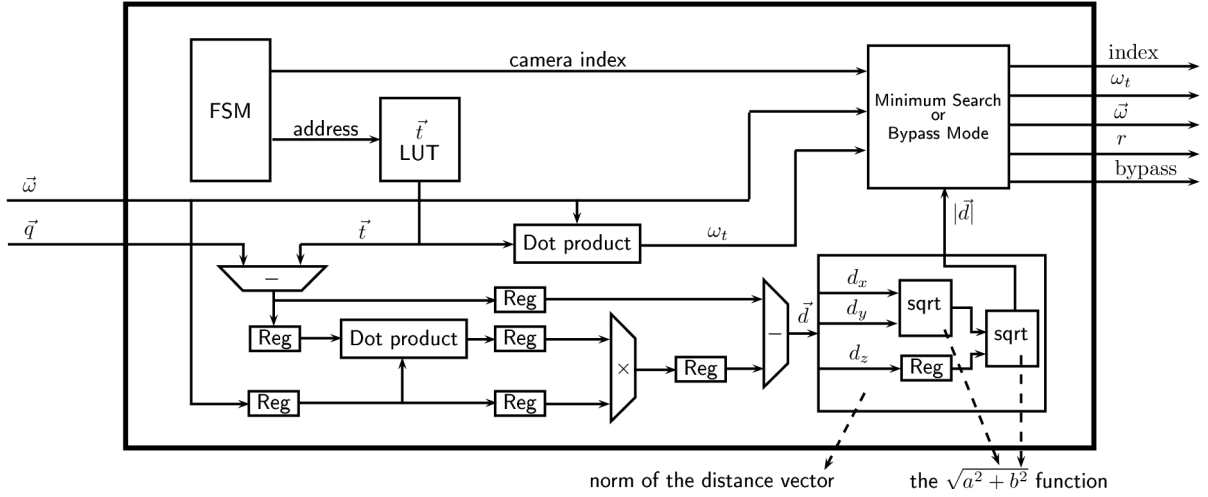 index
camera index
ω_t
FSM
Minimum Search
or
Bypass Mode
address
t⃗
LUT
ω⃗
r
bypass
ω⃗
|d⃗|
q⃗
t⃗
Dot product
ω_t
−
d_x
Reg
sqrt
d⃗
d_y
−
sqrt
Reg
Dot product
Reg
×
Reg
d_z
Reg
Reg
Reg
norm of the distance vector
the √a² + b² function